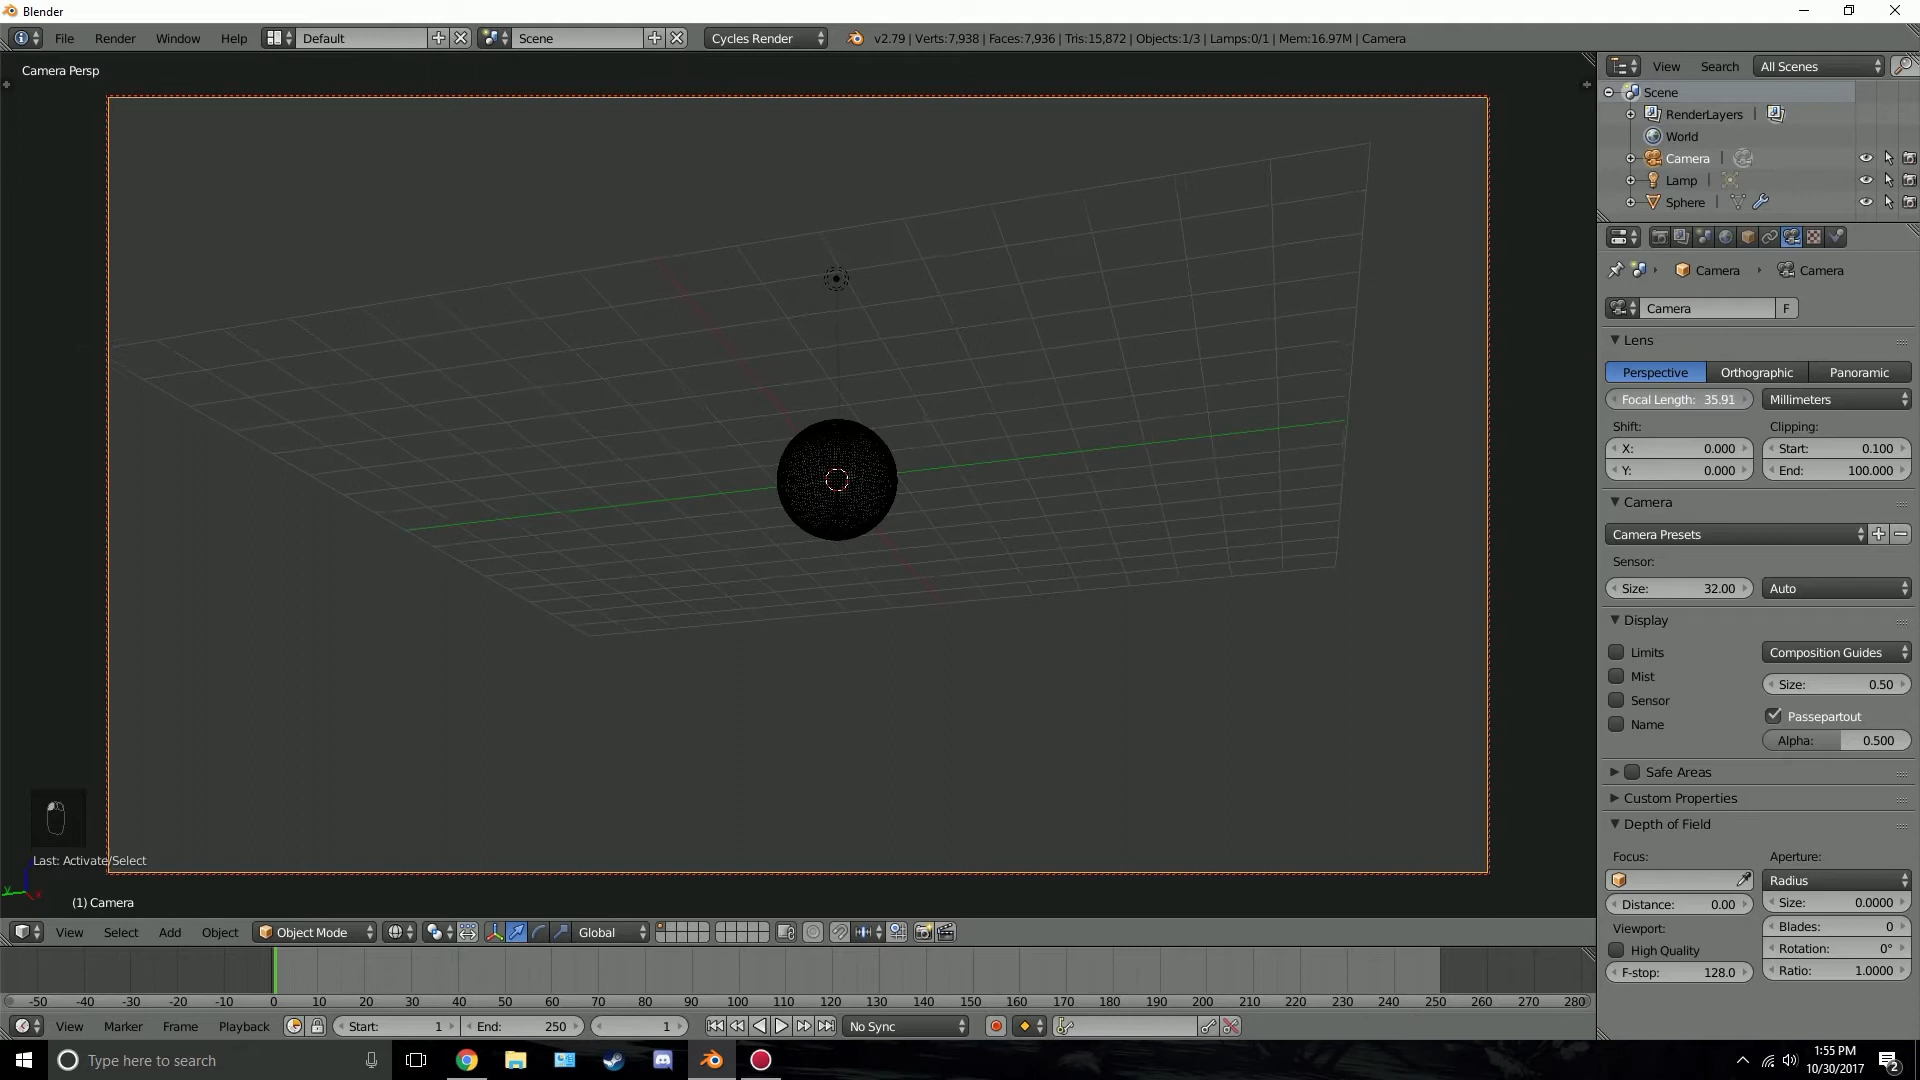 Blender
File Render Window Help Default Scene Cycles Render v2.79 | Verts:7,938 | Faces:7,936 | Tris:15,872 | Objects:1/3 | Lamps:0/1 | Mem:16.97M | Camera
Camera Persp
(1) Camera
Last: Activate/Select
View Search All Scenes
Scene
RenderLayers
World
Camera
Lamp
Sphere
Camera Camera
Camera F
Lens
Perspective Orthographic Panoramic
Focal Length: 35.91 Millimeters
Shift: Clipping:
X: 0.000 Start: 0.100
Y: 0.000 End: 100.000
Camera
Camera Presets
Sensor:
Size: 32.00 Auto
Display
Limits Composition Guides
Mist Size: 0.50
Sensor Passepartout
Name Alpha: 0.500
Safe Areas
Custom Properties
Depth of Field
Focus: Aperture:
Radius
Distance: 0.00 Size: 0.0000
Viewport: Blades: 0
High Quality Rotation: 0°
F-stop: 128.0 Ratio: 1.0000
View Select Add Object Object Mode Global
-50 -40 -30 -20 -10 0 10 20 30 40 50 60 70 80 90 100 110 120 130 140 150 160 170 180 190 200 210 220 230 240 250 260 270 280
View Marker Frame Playback Start: 1 End: 250 1 No Sync
Type here to search
1:55 PM
10/30/2017
2